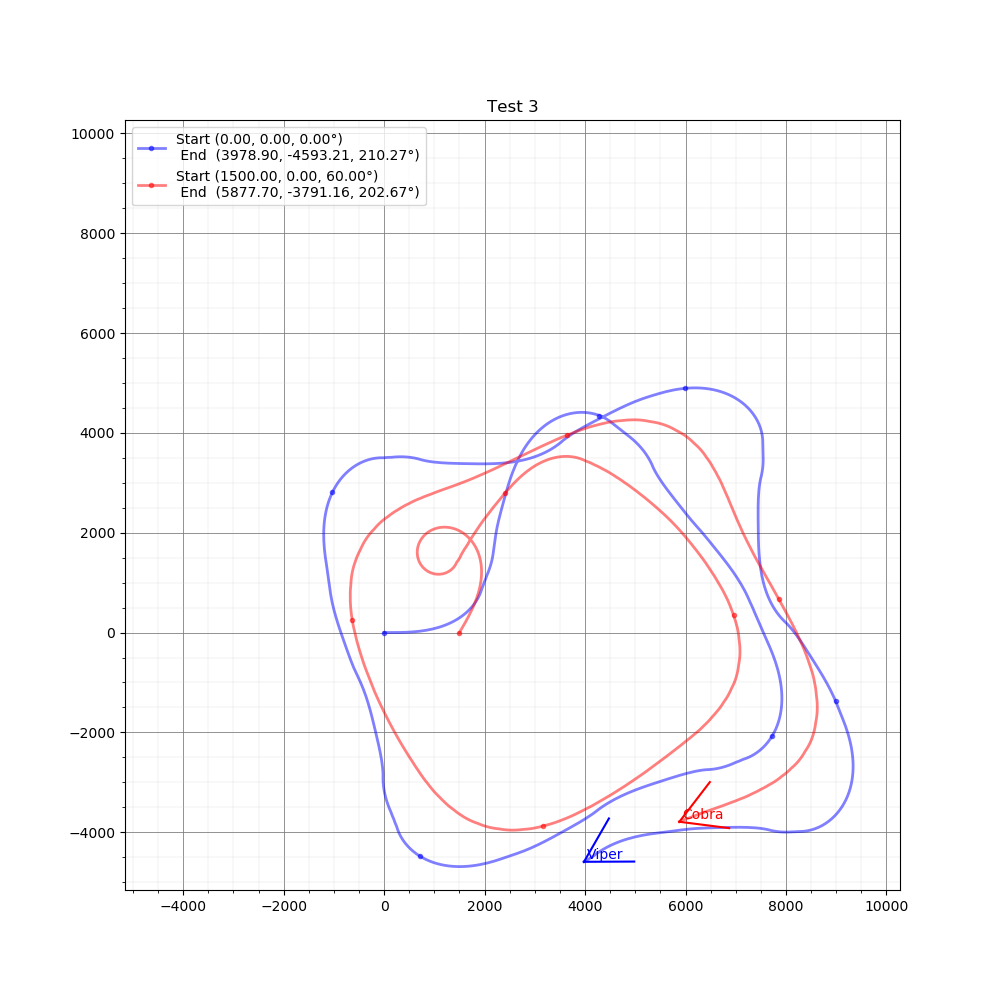 Test 3
Start (0.00, 0.00, 0.00°)
End  (3978.90, -4593.21, 210.27°)
Start (1500.00, 0.00, 60.00°)
End  (5877.70, -3791.16, 202.67°)
10000
8000
6000
4000
2000
0
−2000
−4000
Cobra
Viper
−4000 −2000 0 2000 4000 6000 8000 10000